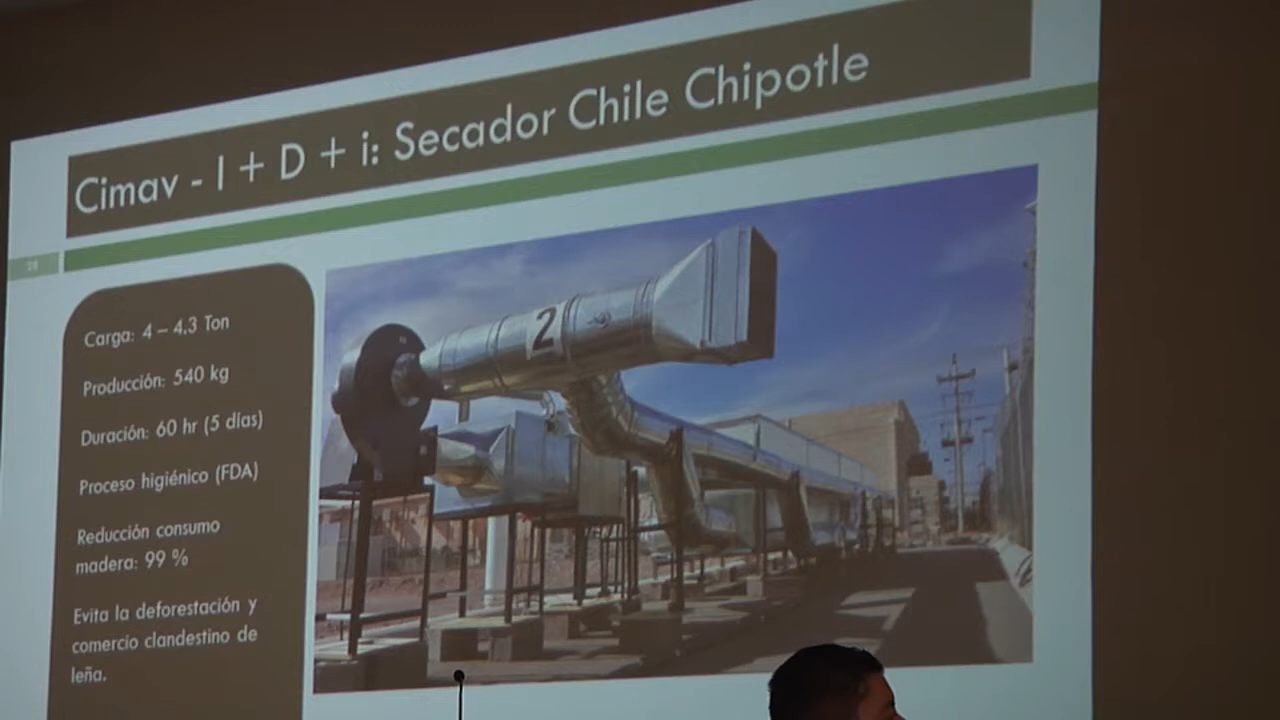 Cimav - I + D + i: Secador Chile Chipotle
28
Carga: 4 – 4.3 Ton
Producción: 540 kg
Duración: 60 hr (5 días)
Proceso higiénico (FDA)
Reducción consumo
madera: 99 %
Evita la deforestación y
comercio clandestino de
leña.
2